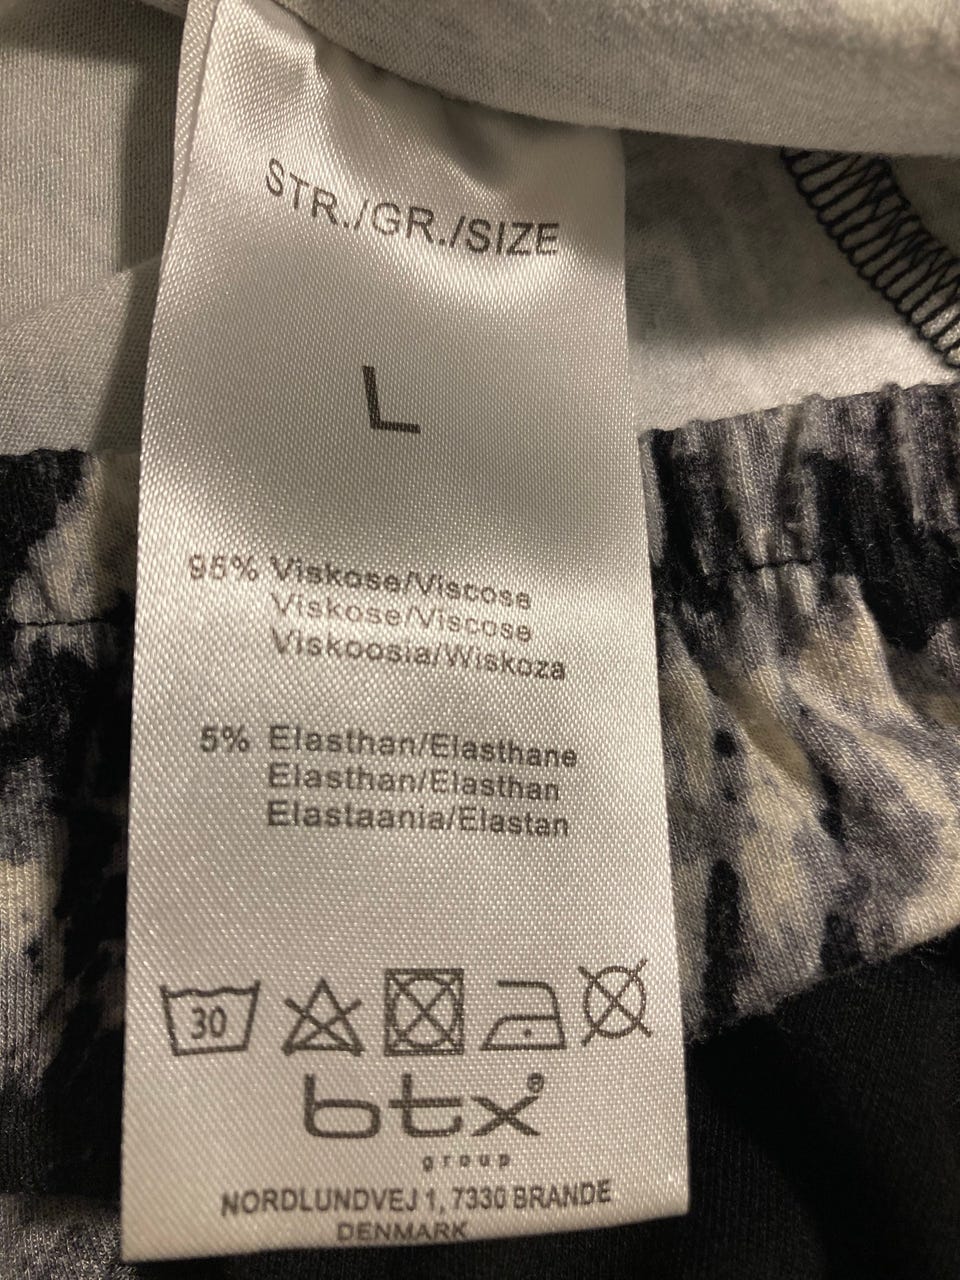 STR./GR./SIZE
L
95% Viskose/Viscose
Viskose/Viscose
Viskoosia/Wiskoza
5% Elasthan/Elasthane
Elasthan/Elasthan
Elastaania/Elastan
30
btx®
group
NORDLUNDVEJ 1, 7330 BRANDE
DENMARK